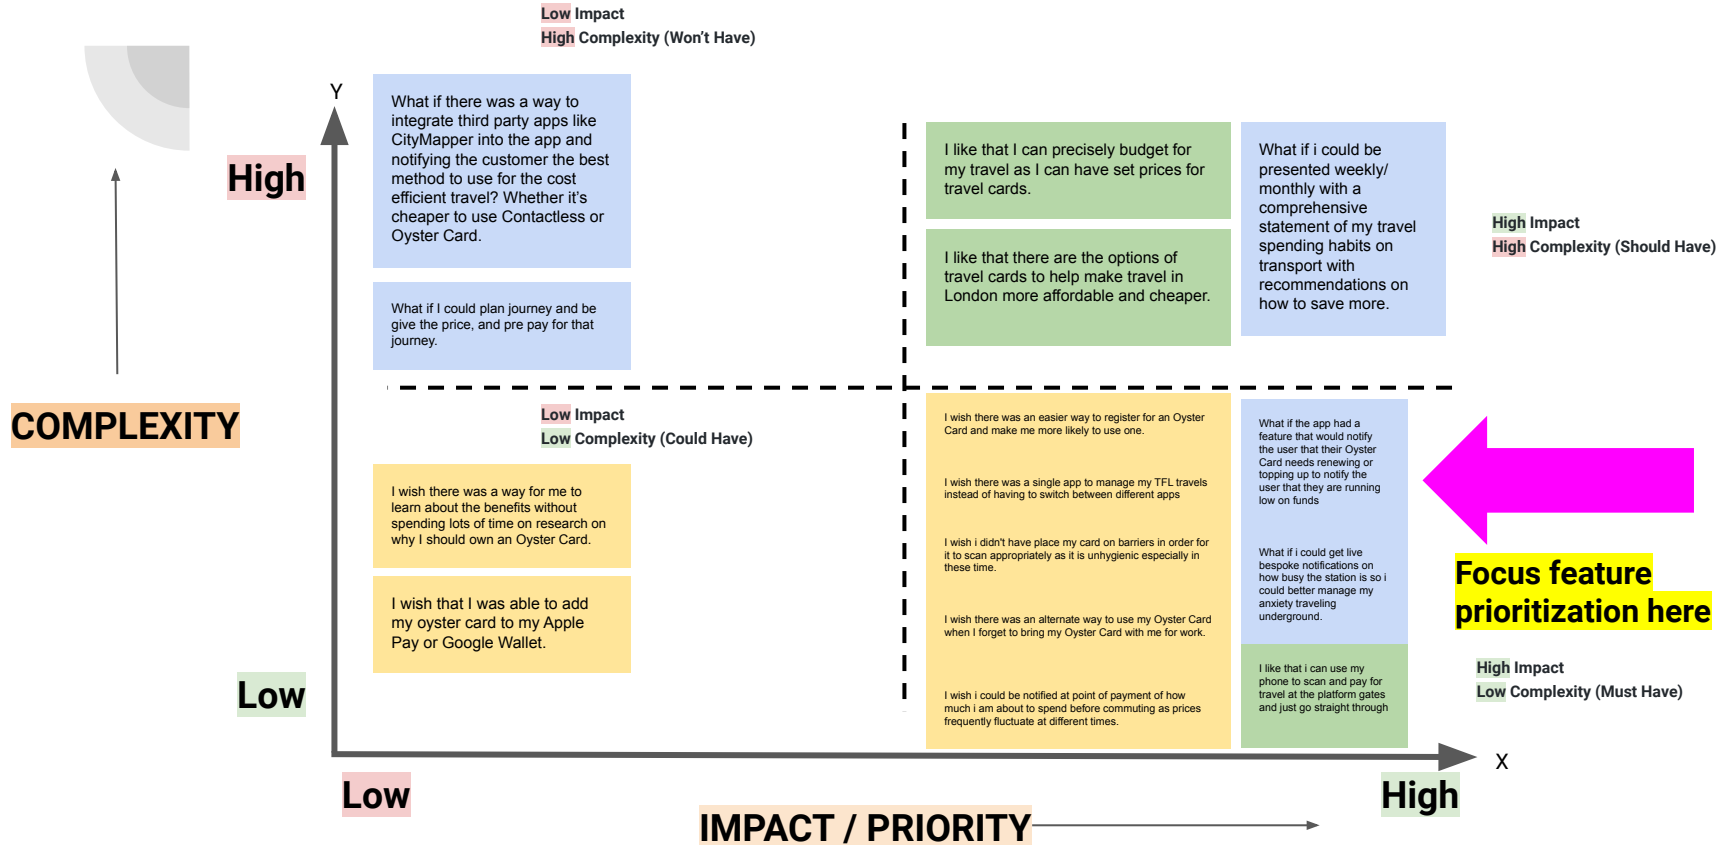 Low Impact
High Complexity (Won't Have)
Y
High
What if there was a way to
integrate third party apps like
CityMapper into the app and
notifying the customer the best
method to use for the cost
efficient travel? Whether it's
cheaper to use Contactless or
Oyster Card.
What if I could plan journey and be
give the price, and pre pay for that
journey.
I like that I can precisely budget for
my travel as I can have set prices for
travel cards.
I like that there are the options of
travel cards to help make travel in
London more affordable and cheaper.
What if i could be
presented weekly/
monthly with a
comprehensive
statement of my travel
spending habits on
transport with
recommendations on
how to save more.
High Impact
High Complexity (Should Have)
COMPLEXITY
Low Impact
Low Complexity (Could Have)
I wish there was a way for me to
learn about the benefits without
spending lots of time on research on
why I should own an Oyster Card.
I wish that I was able to add
my oyster card to my Apple
Pay or Google Wallet.
I wish there was an easier way to register for an Oyster
Card and make me more likely to use one.
I wish there was a single app to manage my TFL travels
instead of having to switch between different apps
I wish i didn't have place my card on barriers in order for
it to scan appropriately as it is unhygienic especially in
these time.
I wish there was an alternate way to use my Oyster Card
when I forget to bring my Oyster Card with me for work.
I wish i could be notified at point of payment of how
much i am about to spend before commuting as prices
frequently fluctuate at different times.
What if the app had a
feature that would notify
the user that their Oyster
Card needs renewing or
topping up to notify the
user that they are running
low on funds
What if i could get live
bespoke notifications on
how busy the station is so i
could better manage my
anxiety traveling
underground.
I like that i can use my
phone to scan and pay for
travel at the platform gates
and just go straight through
Focus feature
prioritization here
High Impact
Low Complexity (Must Have)
Low
X
Low
High
IMPACT / PRIORITY